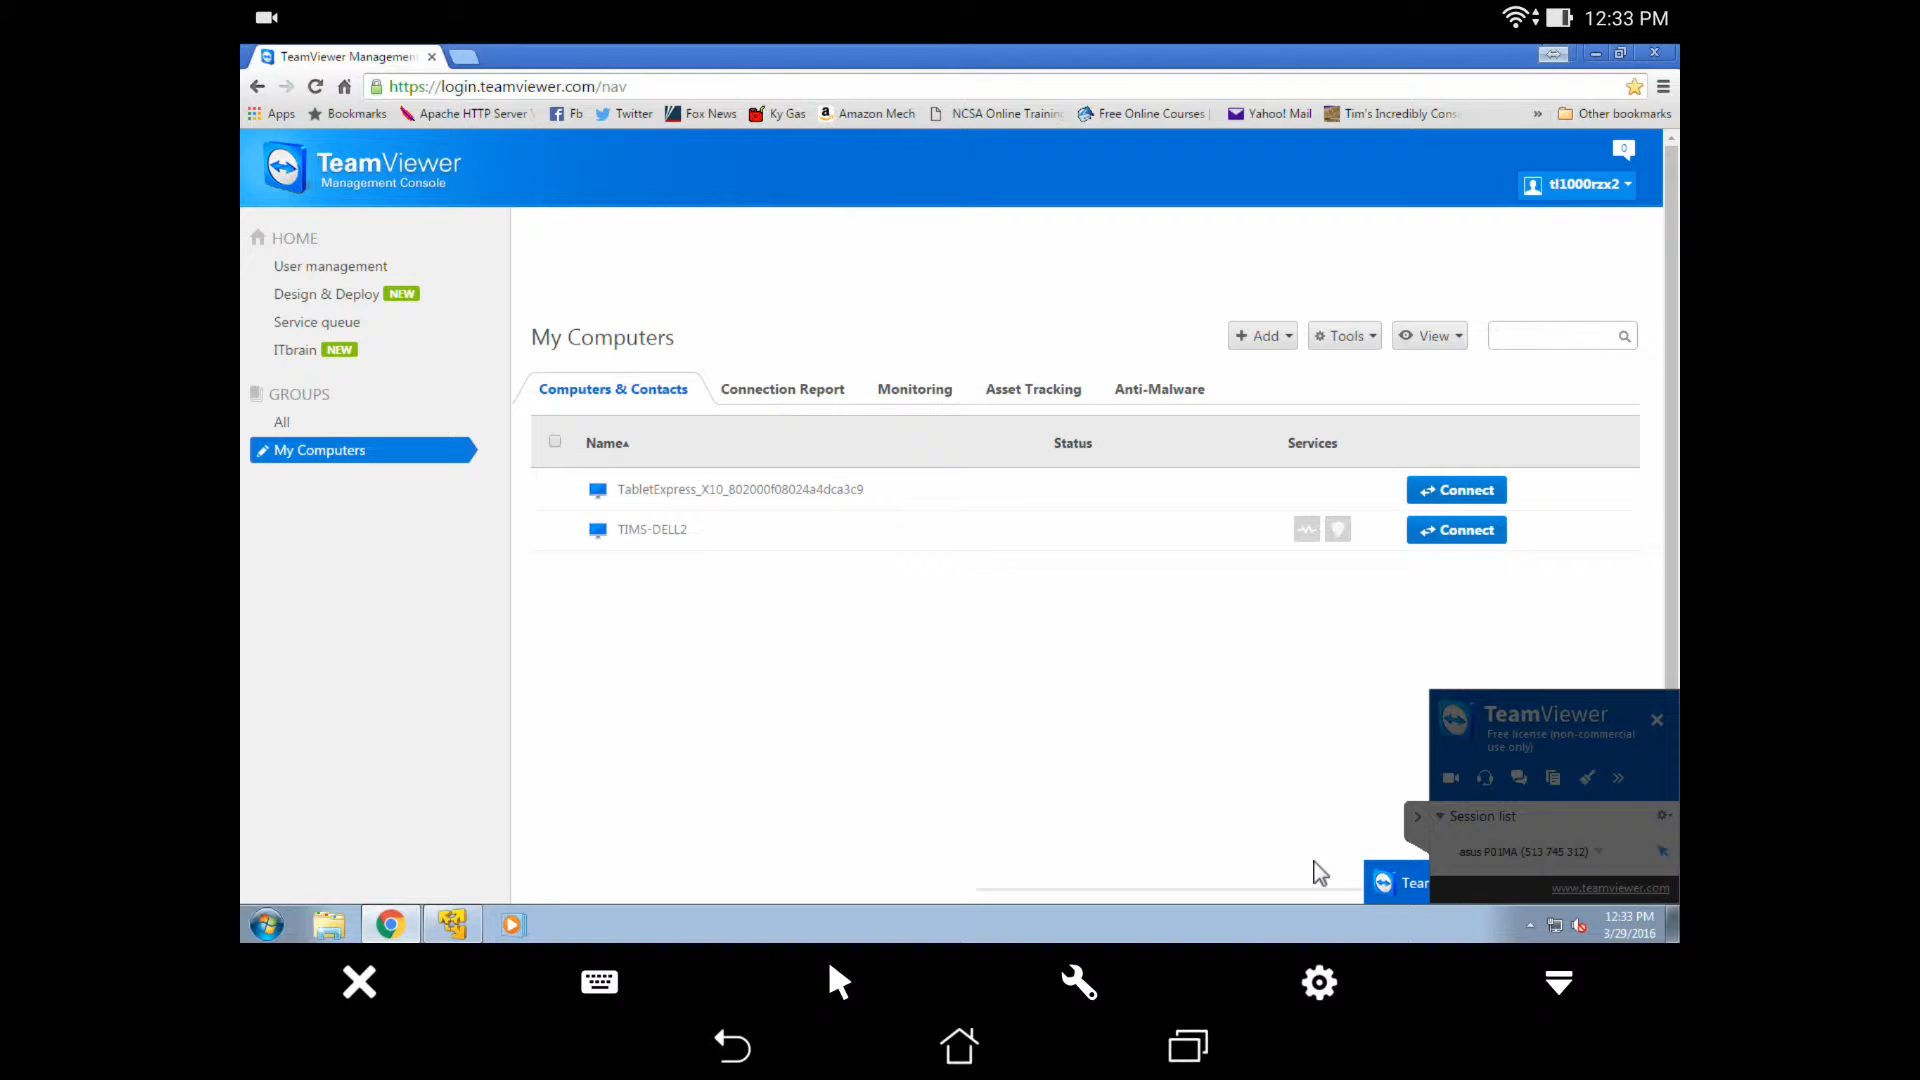 12:33 PM
TeamViewer Managemen
https://login.teamviewer.com/nav
Apps Bookmarks Apache HTTP Server Fb Twitter Fox News Ky Gas Amazon Mech NCSA Online Training Free Online Courses Yahoo! Mail Tim's Incredibly Cons » Other bookmarks
TeamViewer
Management Console
0
tl1000rzx2
HOME
User management
Design & Deploy NEW
Service queue
ITbrain NEW
GROUPS
All
My Computers
My Computers
+ Add Tools View
Computers & Contacts Connection Report Monitoring Asset Tracking Anti-Malware
Name Status Services
TabletExpress_X10_802000f08024a4dca3c9 Connect
TIMS-DELL2 Connect
TeamViewer
Free license (non-commercial
use only)
Session list
asus P01MA (513 745 312)
Tear
www.teamviewer.com
12:33 PM
3/29/2016